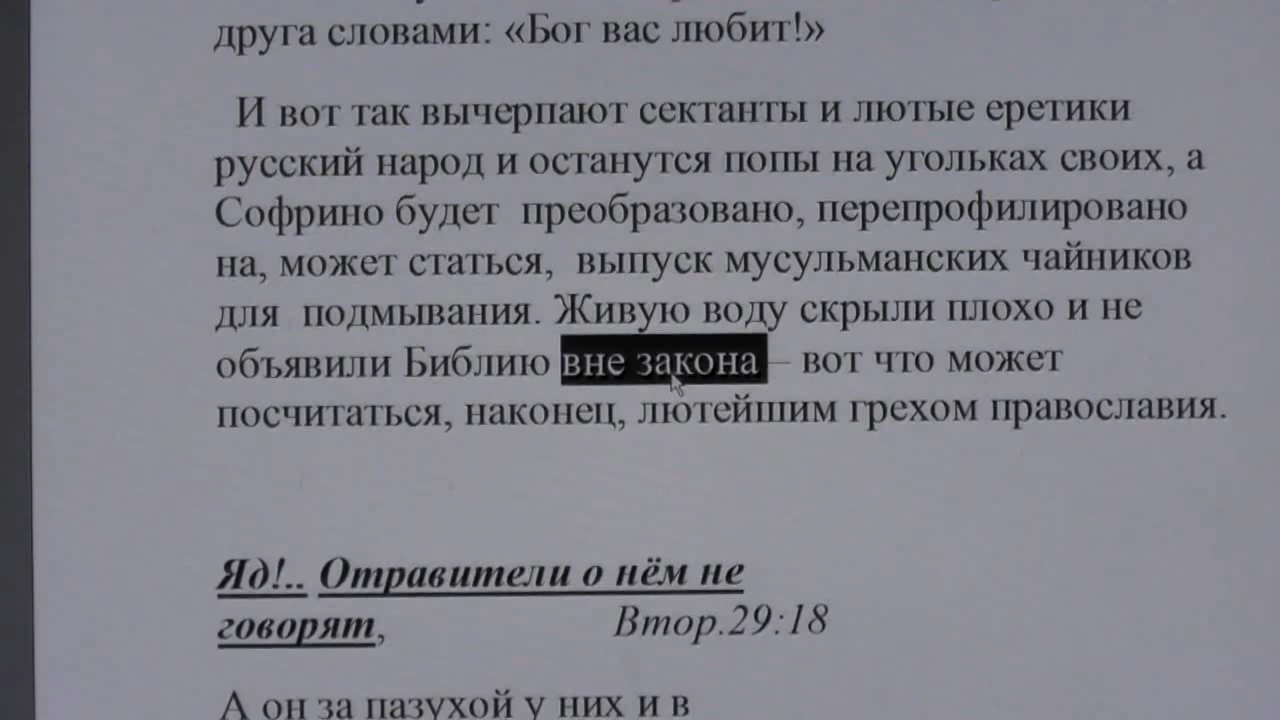 друга словами: «Бог вас любит!»
И вот так вычерпают сектанты и лютые еретики
русский народ и останутся попы на угольках своих, а
Софрино будет преобразовано, перепрофилировано
на, может статься, выпуск мусульманских чайников
для подмывания. Живую воду скрыли плохо и не
объявили Библию вне закона – вот что может
посчитаться, наконец, лютейшим грехом православия.
Яд!.. Отравители о нём не
говорят, Втор.29:18
А он за пазухой у них и в